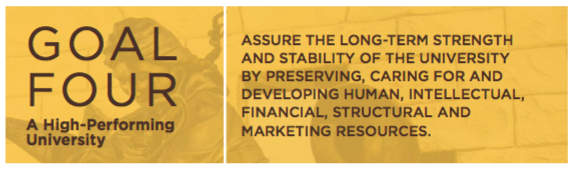 GOAL
FOUR
A High-Performing
University
ASSURE THE LONG-TERM STRENGTH
AND STABILITY OF THE UNIVERSITY
BY PRESERVING, CARING FOR AND
DEVELOPING HUMAN, INTELLECTUAL,
FINANCIAL, STRUCTURAL AND
MARKETING RESOURCES.